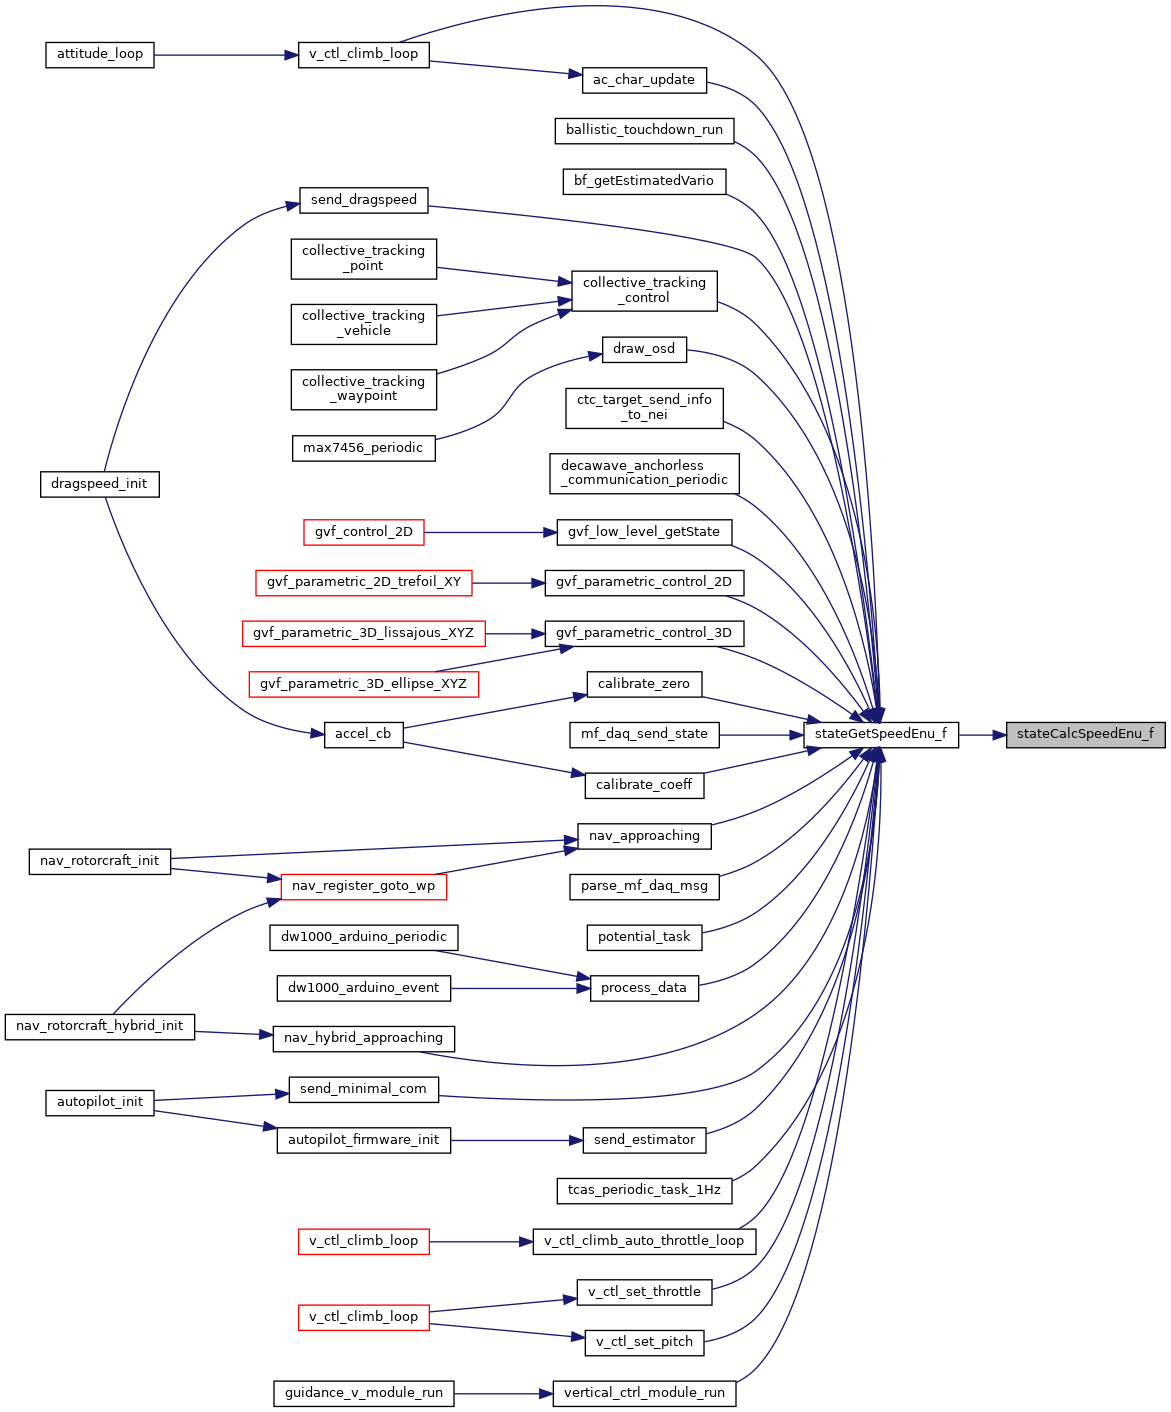 attitude_loop
v_ctl_climb_loop
ac_char_update
ballistic_touchdown_run
bf_getEstimatedVario
send_dragspeed
collective_tracking
_point
collective_tracking
_control
collective_tracking
_vehicle
draw_osd
collective_tracking
_waypoint
ctc_target_send_info
_to_nei
max7456_periodic
decawave_anchorless
_communication_periodic
dragspeed_init
gvf_control_2D
gvf_low_level_getState
gvf_parametric_2D_trefoil_XY
gvf_parametric_control_2D
gvf_parametric_3D_lissajous_XYZ
gvf_parametric_control_3D
gvf_parametric_3D_ellipse_XYZ
calibrate_zero
accel_cb
mf_daq_send_state
stateGetSpeedEnu_f
stateCalcSpeedEnu_f
calibrate_coeff
nav_approaching
nav_rotorcraft_init
nav_register_goto_wp
parse_mf_daq_msg
dw1000_arduino_periodic
potential_task
dw1000_arduino_event
process_data
nav_rotorcraft_hybrid_init
nav_hybrid_approaching
send_minimal_com
autopilot_init
autopilot_firmware_init
send_estimator
tcas_periodic_task_1Hz
v_ctl_climb_loop
v_ctl_climb_auto_throttle_loop
v_ctl_set_throttle
v_ctl_climb_loop
v_ctl_set_pitch
guidance_v_module_run
vertical_ctrl_module_run